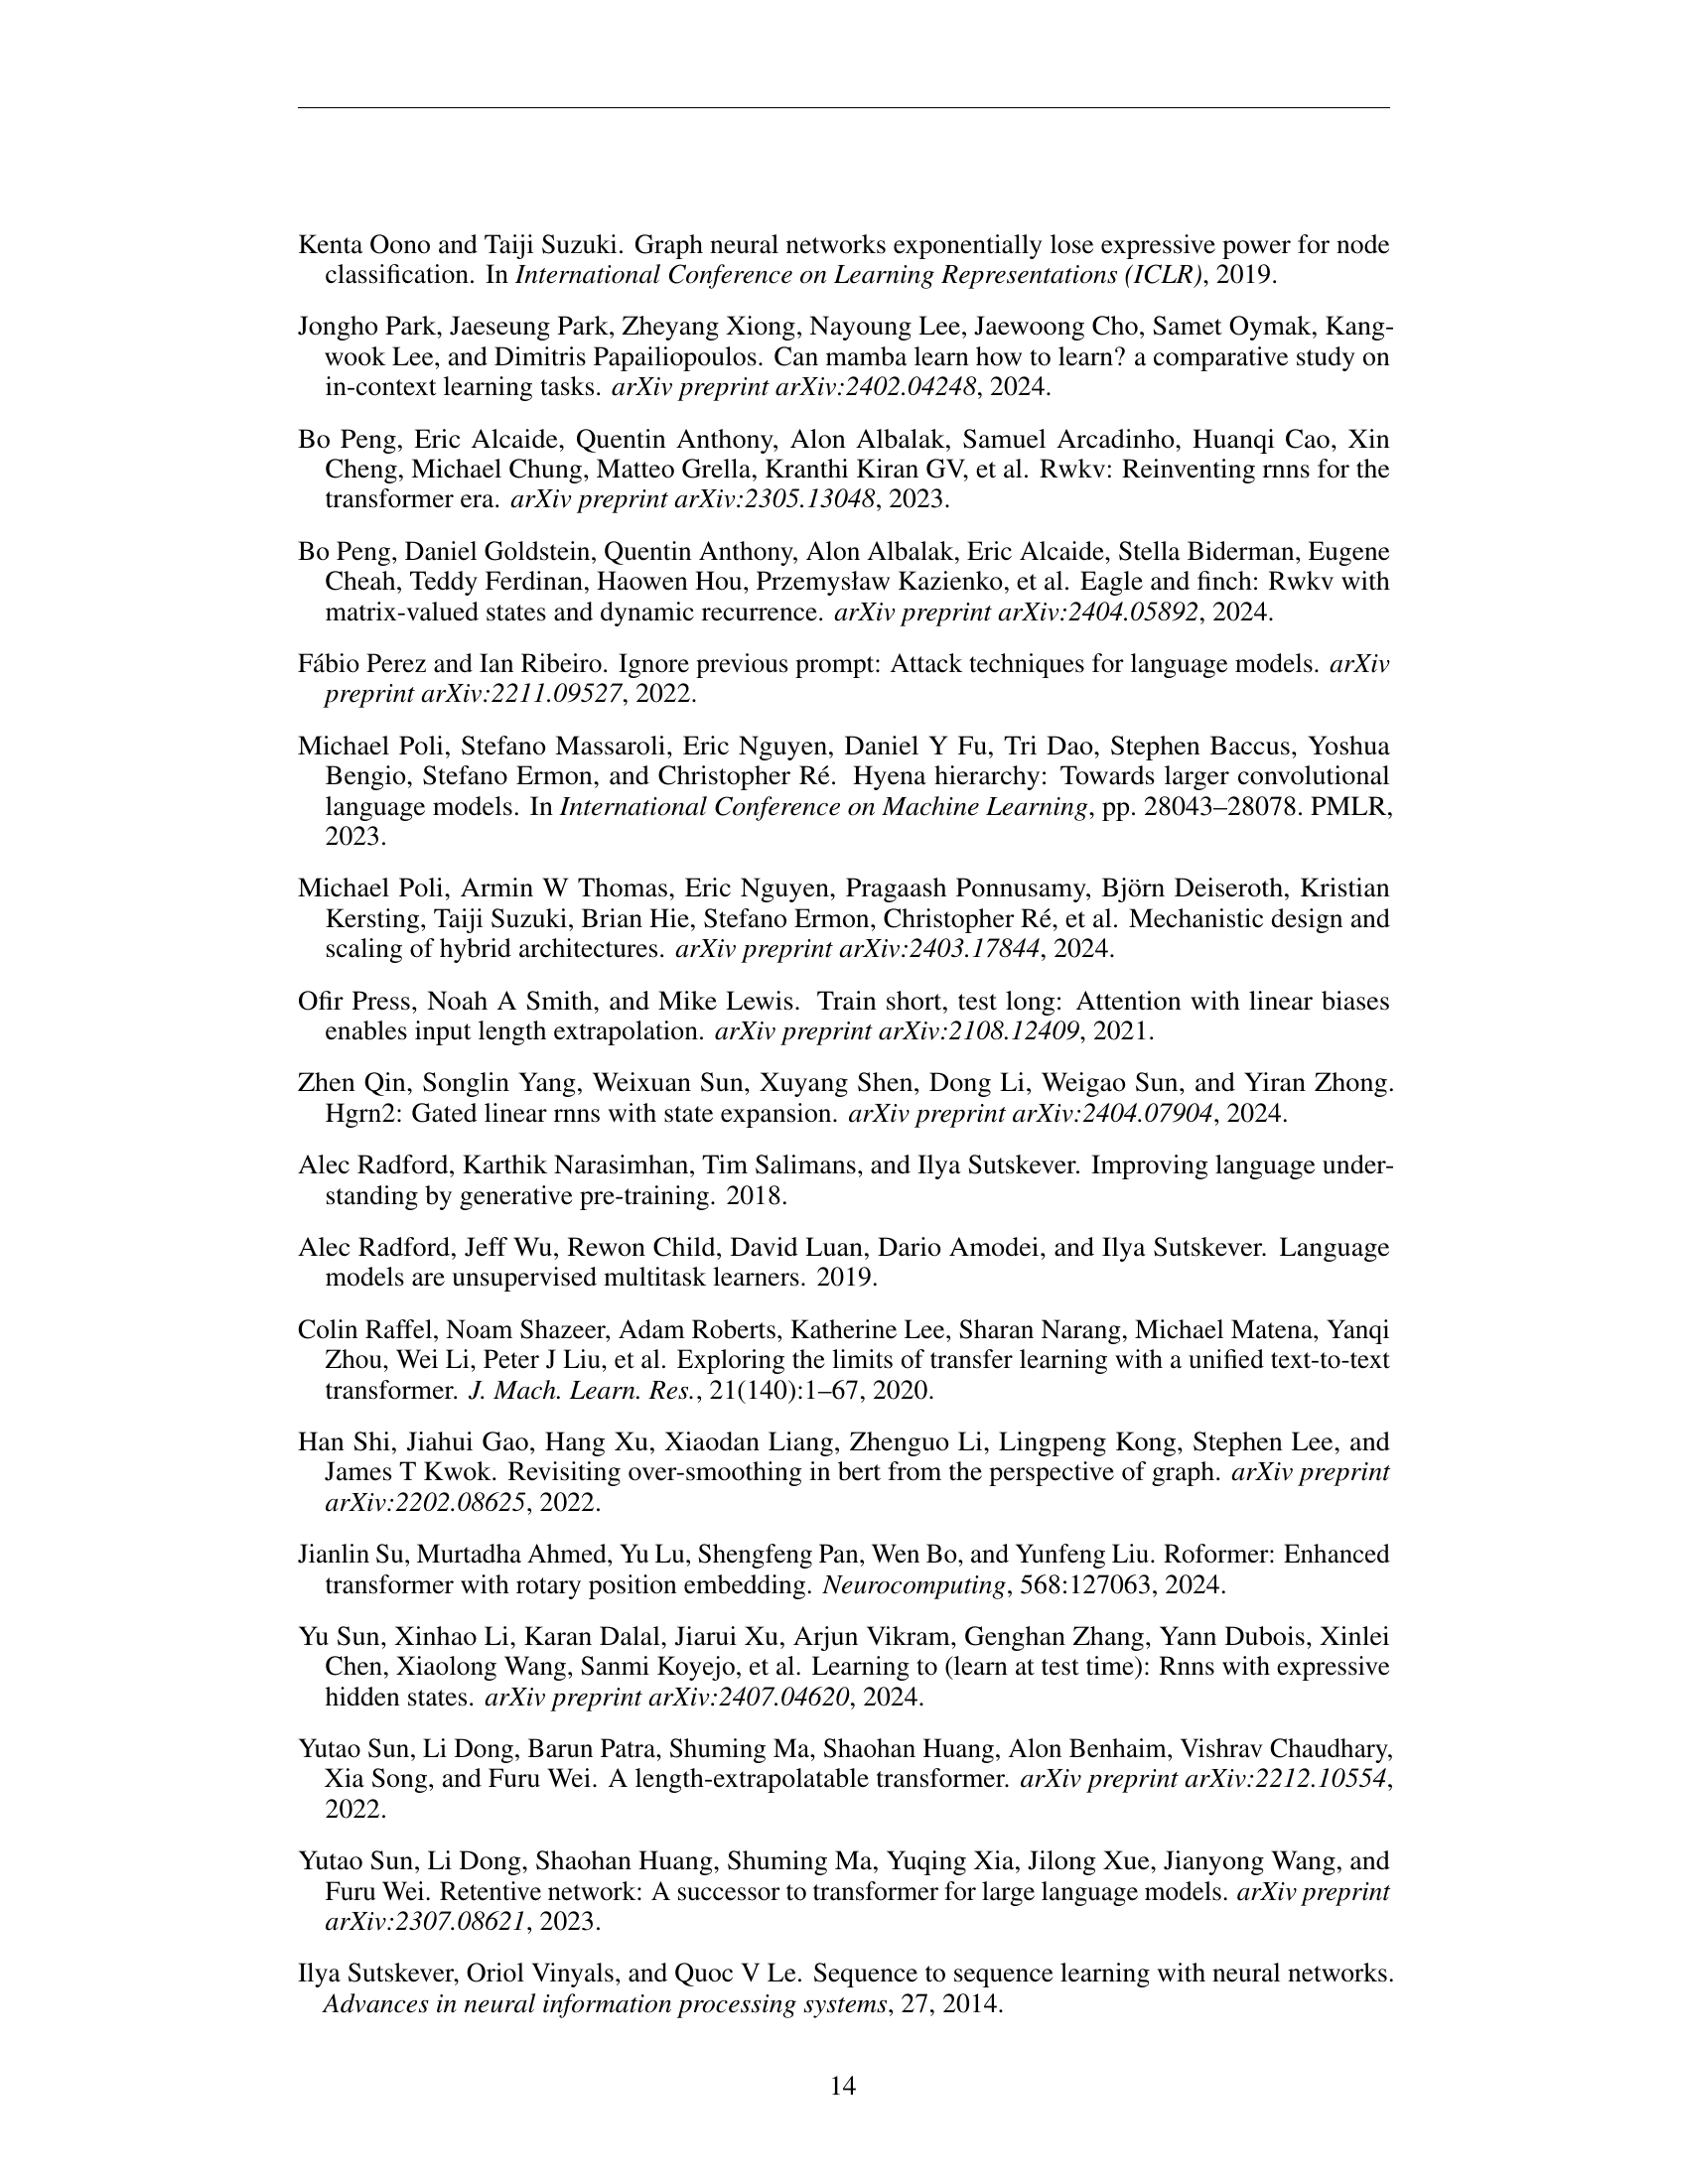 Kenta Oono and Taiji Suzuki. Graph neural networks exponentially lose expressive power for node
classification. In International Conference on Learning Representations (ICLR), 2019.
Jongho Park, Jaeseung Park, Zheyang Xiong, Nayoung Lee, Jaewoong Cho, Samet Oymak, Kang-
wook Lee, and Dimitris Papailiopoulos. Can mamba learn how to learn? a comparative study on
in-context learning tasks. arXiv preprint arXiv:2402.04248, 2024.
Bo Peng, Eric Alcaide, Quentin Anthony, Alon Albalak, Samuel Arcadinho, Huanqi Cao, Xin
Cheng, Michael Chung, Matteo Grella, Kranthi Kiran GV, et al. Rwkv: Reinventing rnns for the
transformer era. arXiv preprint arXiv:2305.13048, 2023.
Bo Peng, Daniel Goldstein, Quentin Anthony, Alon Albalak, Eric Alcaide, Stella Biderman, Eugene
Cheah, Teddy Ferdinan, Haowen Hou, Przemysław Kazienko, et al. Eagle and finch: Rwkv with
matrix-valued states and dynamic recurrence. arXiv preprint arXiv:2404.05892, 2024.
Fábio Perez and Ian Ribeiro. Ignore previous prompt: Attack techniques for language models. arXiv
preprint arXiv:2211.09527, 2022.
Michael Poli, Stefano Massaroli, Eric Nguyen, Daniel Y Fu, Tri Dao, Stephen Baccus, Yoshua
Bengio, Stefano Ermon, and Christopher Ré. Hyena hierarchy: Towards larger convolutional
language models. In International Conference on Machine Learning, pp. 28043–28078. PMLR,
2023.
Michael Poli, Armin W Thomas, Eric Nguyen, Pragaash Ponnusamy, Björn Deiseroth, Kristian
Kersting, Taiji Suzuki, Brian Hie, Stefano Ermon, Christopher Ré, et al. Mechanistic design and
scaling of hybrid architectures. arXiv preprint arXiv:2403.17844, 2024.
Ofir Press, Noah A Smith, and Mike Lewis. Train short, test long: Attention with linear biases
enables input length extrapolation. arXiv preprint arXiv:2108.12409, 2021.
Zhen Qin, Songlin Yang, Weixuan Sun, Xuyang Shen, Dong Li, Weigao Sun, and Yiran Zhong.
Hgrn2: Gated linear rnns with state expansion. arXiv preprint arXiv:2404.07904, 2024.
Alec Radford, Karthik Narasimhan, Tim Salimans, and Ilya Sutskever. Improving language under-
standing by generative pre-training. 2018.
Alec Radford, Jeff Wu, Rewon Child, David Luan, Dario Amodei, and Ilya Sutskever. Language
models are unsupervised multitask learners. 2019.
Colin Raffel, Noam Shazeer, Adam Roberts, Katherine Lee, Sharan Narang, Michael Matena, Yanqi
Zhou, Wei Li, Peter J Liu, et al. Exploring the limits of transfer learning with a unified text-to-text
transformer. J. Mach. Learn. Res., 21(140):1–67, 2020.
Han Shi, Jiahui Gao, Hang Xu, Xiaodan Liang, Zhenguo Li, Lingpeng Kong, Stephen Lee, and
James T Kwok. Revisiting over-smoothing in bert from the perspective of graph. arXiv preprint
arXiv:2202.08625, 2022.
Jianlin Su, Murtadha Ahmed, Yu Lu, Shengfeng Pan, Wen Bo, and Yunfeng Liu. Roformer: Enhanced
transformer with rotary position embedding. Neurocomputing, 568:127063, 2024.
Yu Sun, Xinhao Li, Karan Dalal, Jiarui Xu, Arjun Vikram, Genghan Zhang, Yann Dubois, Xinlei
Chen, Xiaolong Wang, Sanmi Koyejo, et al. Learning to (learn at test time): Rnns with expressive
hidden states. arXiv preprint arXiv:2407.04620, 2024.
Yutao Sun, Li Dong, Barun Patra, Shuming Ma, Shaohan Huang, Alon Benhaim, Vishrav Chaudhary,
Xia Song, and Furu Wei. A length-extrapolatable transformer. arXiv preprint arXiv:2212.10554,
2022.
Yutao Sun, Li Dong, Shaohan Huang, Shuming Ma, Yuqing Xia, Jilong Xue, Jianyong Wang, and
Furu Wei. Retentive network: A successor to transformer for large language models. arXiv preprint
arXiv:2307.08621, 2023.
Ilya Sutskever, Oriol Vinyals, and Quoc V Le. Sequence to sequence learning with neural networks.
Advances in neural information processing systems, 27, 2014.
14